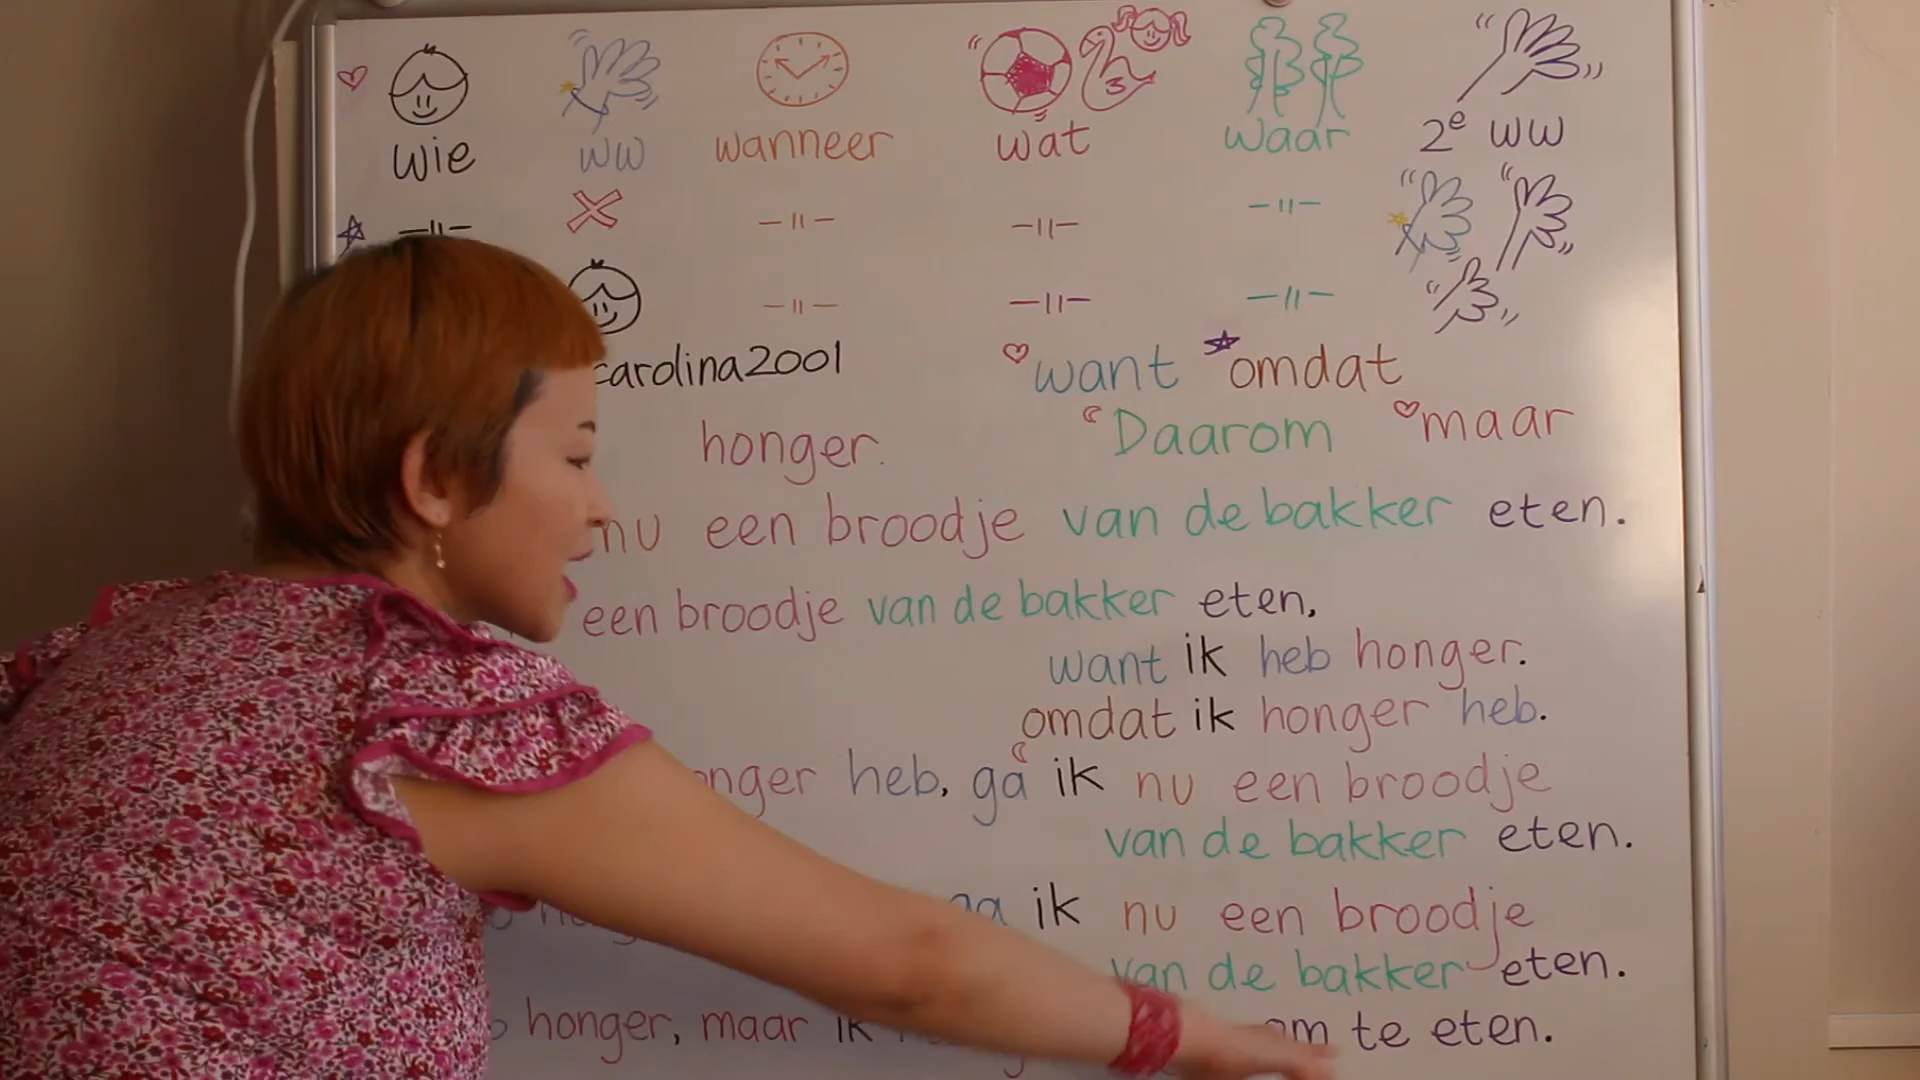 wie ww wanneer wat waar 2e ww
carolina2001 want omdat
Daarom maar
honger.
nu een broodje van de bakker eten.
een broodje van de bakker eten,
want ik heb honger.
omdat ik honger heb.
heb, ga ik nu een broodje
van de bakker eten.
ga ik nu een broodje
van de bakker eten.
honger, maar ik te eten.